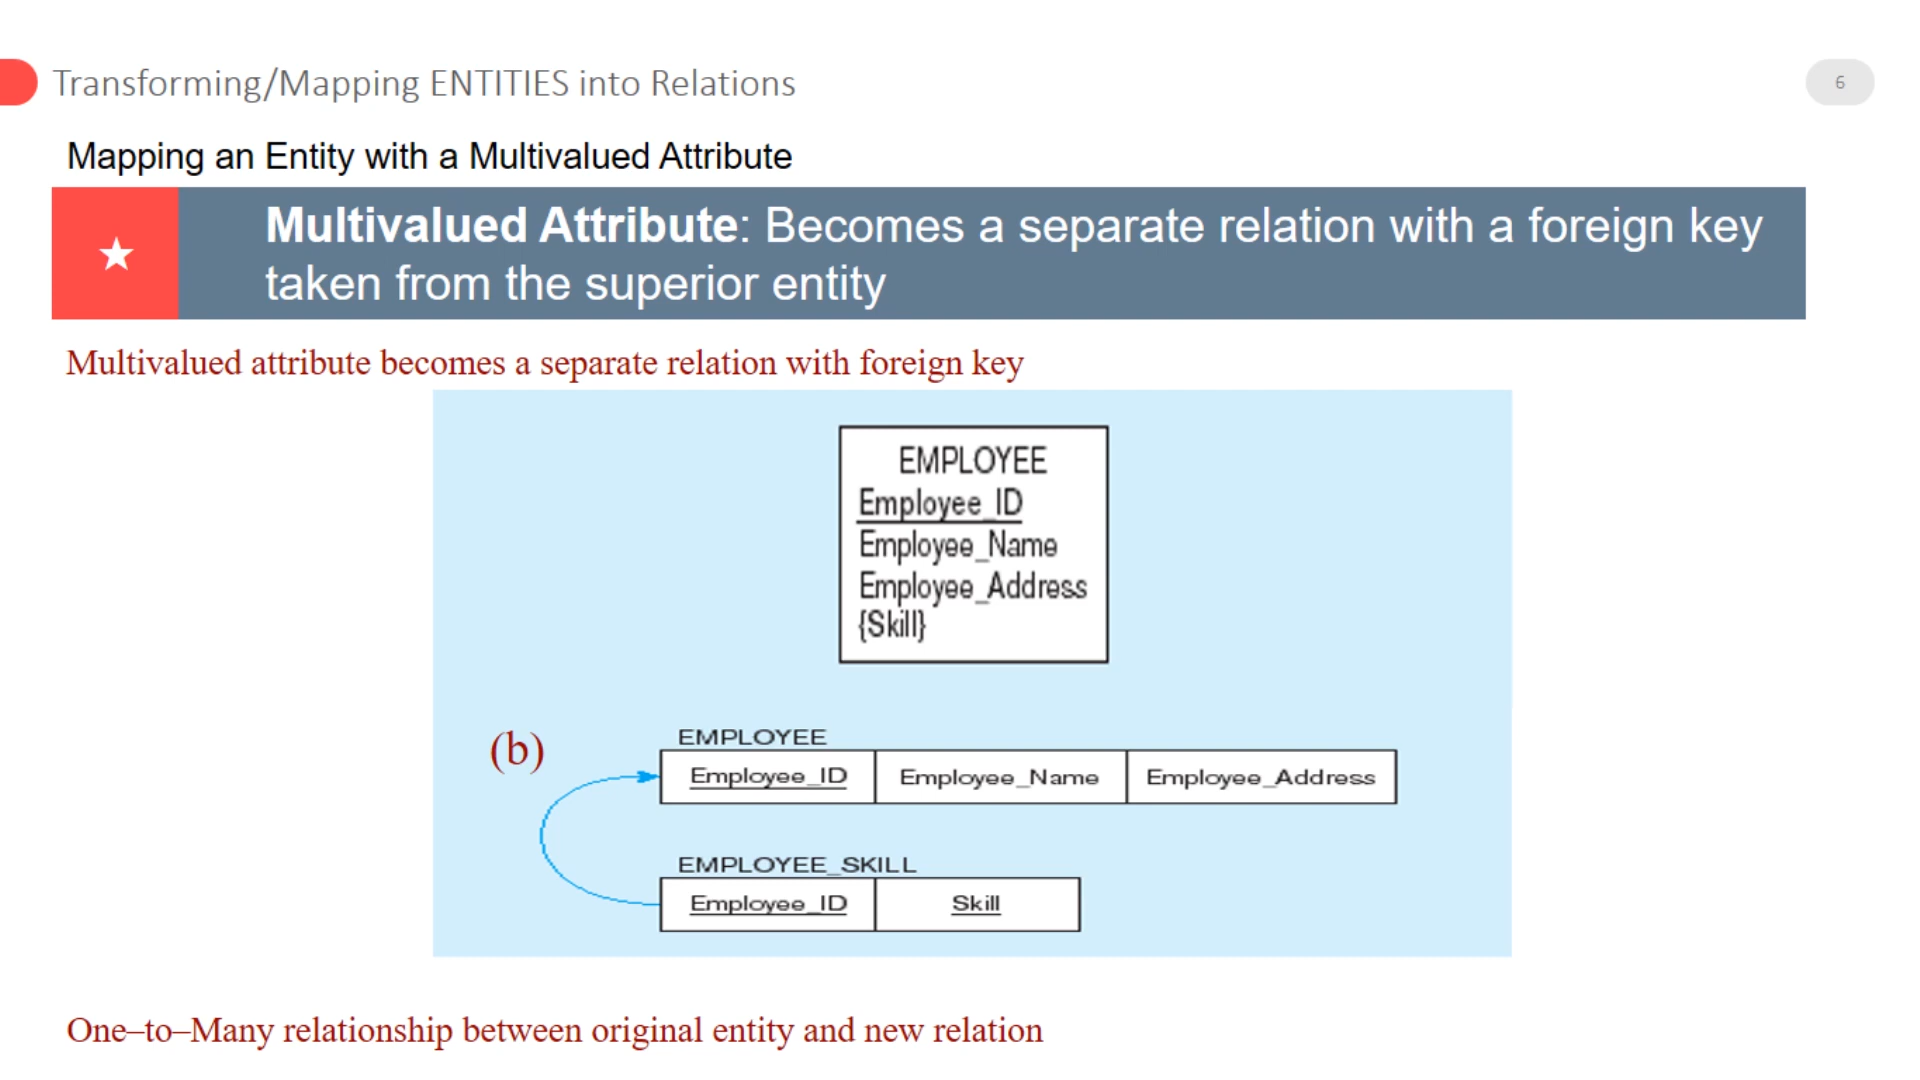 Transforming/Mapping ENTITIES into Relations
6
Mapping an Entity with a Multivalued Attribute
Multivalued Attribute: Becomes a separate relation with a foreign key
taken from the superior entity
Multivalued attribute becomes a separate relation with foreign key
EMPLOYEE
Employee_ID
Employee_Name
Employee_Address
{Skill}
(b)
EMPLOYEE
Employee_ID Employee_Name Employee_Address
EMPLOYEE_SKILL
Employee_ID Skill
One–to–Many relationship between original entity and new relation